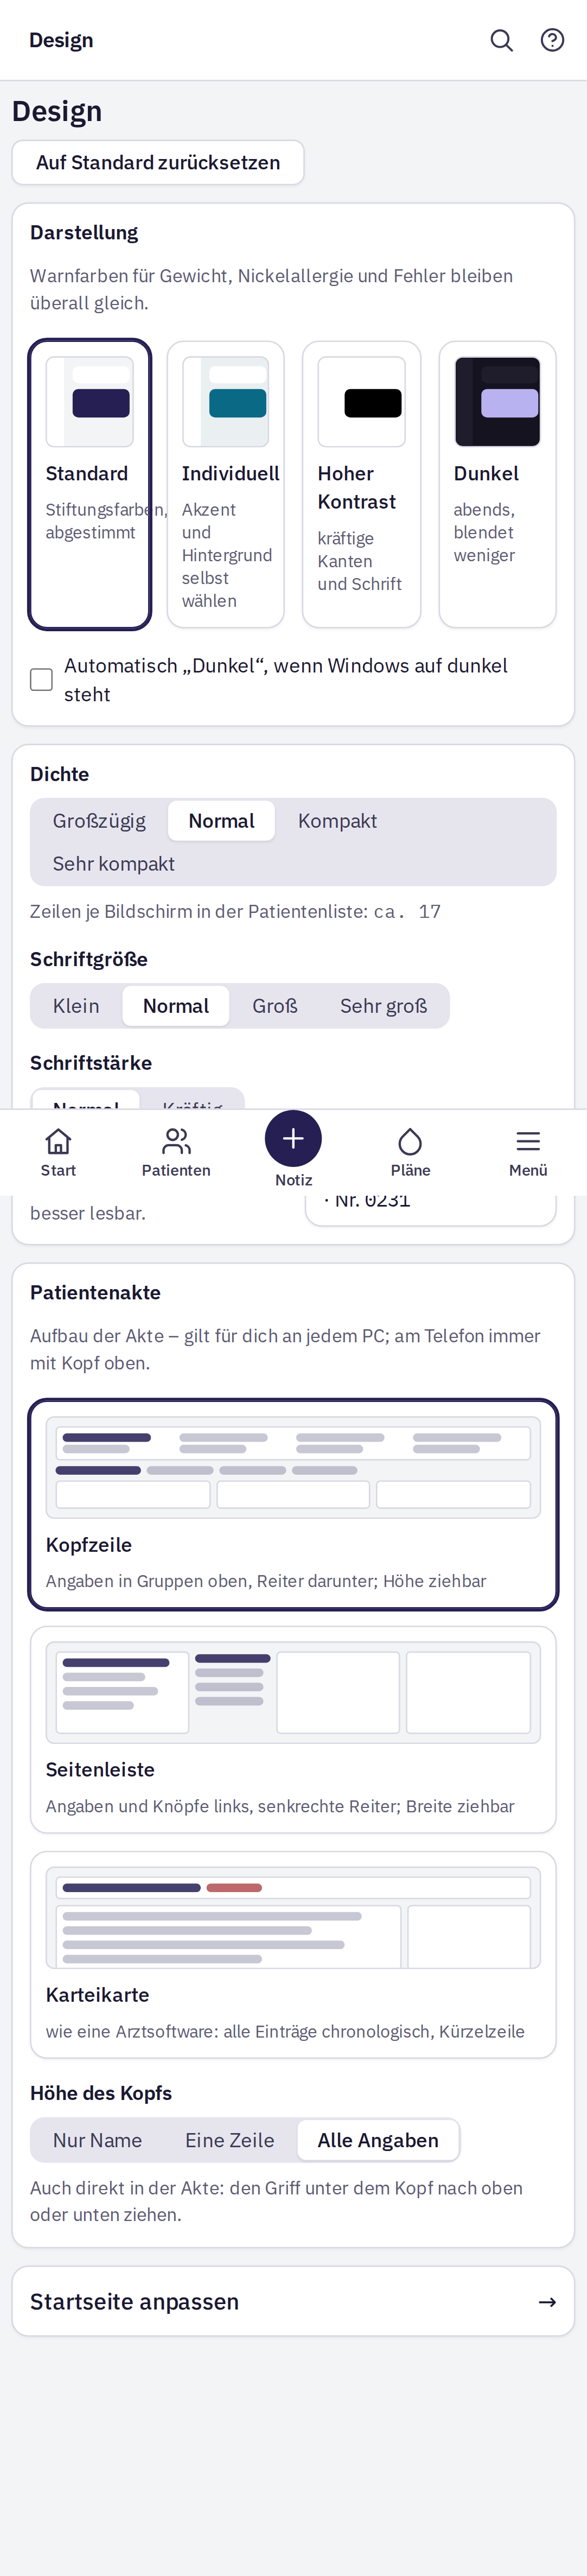 Design
Design
Auf Standard zurücksetzen
Darstellung
Warnfarben für Gewicht, Nickelallergie und Fehler bleiben
überall gleich.
Standard
Stiftungsfarben,
abgestimmt
Individuell
Akzent
und
Hintergrund
selbst
wählen
Hoher
Kontrast
kräftige
Kanten
und Schrift
Dunkel
abends,
blendet
weniger
Automatisch „Dunkel“, wenn Windows auf dunkel
steht
Dichte
Großzügig
Normal
Kompakt
Sehr kompakt
Zeilen je Bildschirm in der Patientenliste: ca. 17
Schriftgröße
Klein
Normal
Groß
Sehr groß
Schriftstärke
Normal
Kräftig
Start
Patienten
Notiz
Pläne
Menü
besser lesbar.
· Nr. 0231
Patientenakte
Aufbau der Akte – gilt für dich an jedem PC; am Telefon immer
mit Kopf oben.
Kopfzeile
Angaben in Gruppen oben, Reiter darunter; Höhe ziehbar
Seitenleiste
Angaben und Knöpfe links, senkrechte Reiter; Breite ziehbar
Karteikarte
wie eine Arztsoftware: alle Einträge chronologisch, Kürzelzeile
Höhe des Kopfs
Nur Name
Eine Zeile
Alle Angaben
Auch direkt in der Akte: den Griff unter dem Kopf nach oben
oder unten ziehen.
Startseite anpassen →